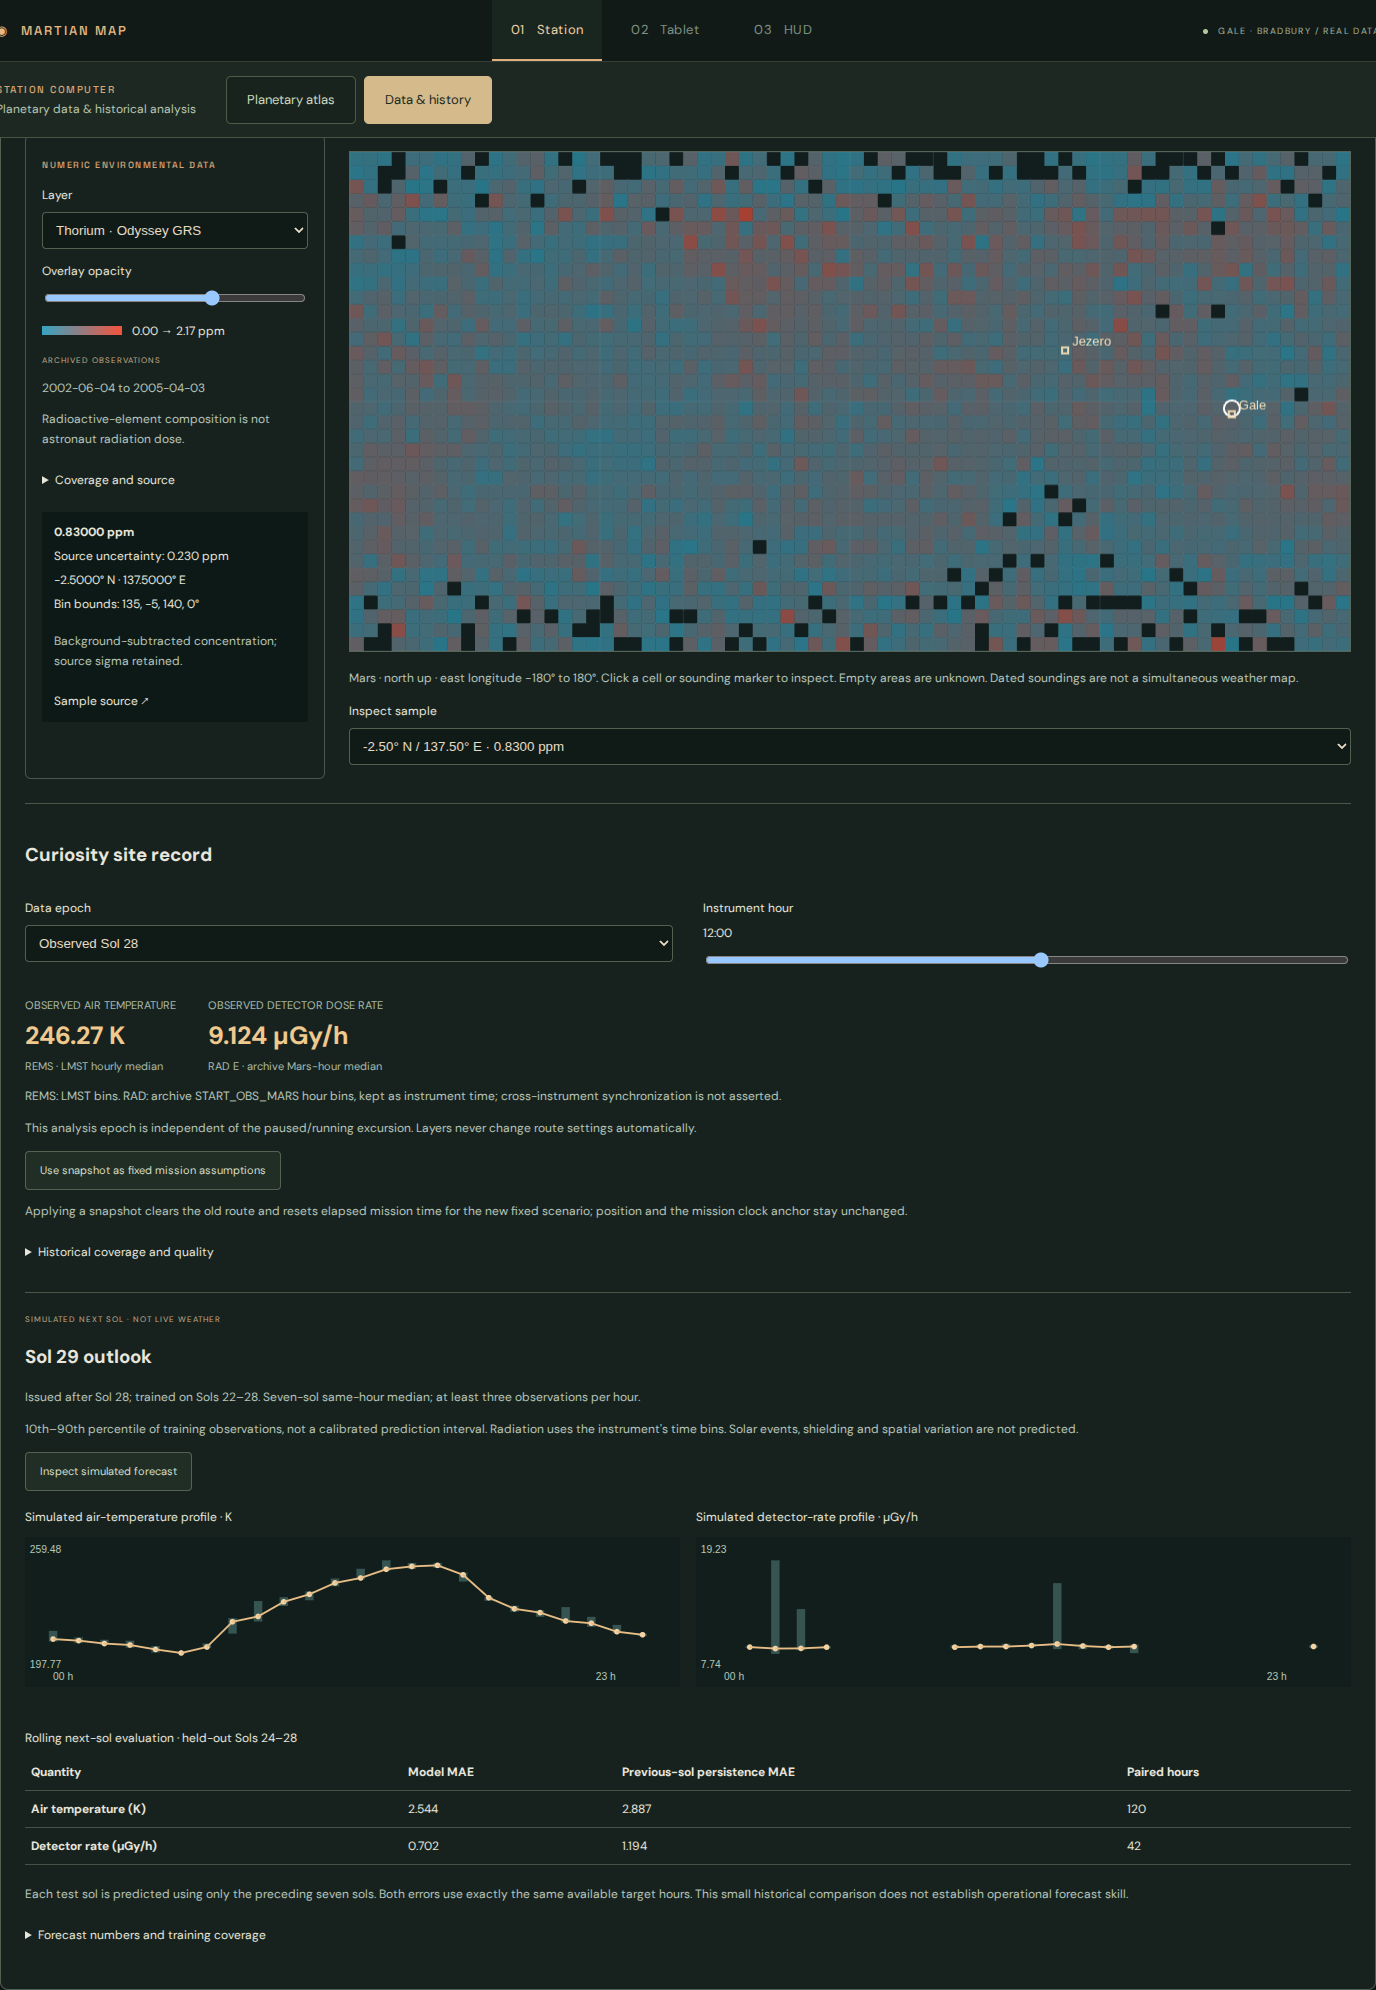 MARTIAN MAP
01 Station
02 Tablet
03 HUD
GALE · BRADBURY / REAL DATA
STATION COMPUTER
Planetary data & historical analysis
Planetary atlas
Data & history
NUMERIC ENVIRONMENTAL DATA
Layer
Thorium · Odyssey GRS
Overlay opacity
0.00 → 2.17 ppm
ARCHIVED OBSERVATIONS
2002-06-04 to 2005-04-03
Radioactive-element composition is not
astronaut radiation dose.
Coverage and source
0.83000 ppm
Source uncertainty: 0.230 ppm
-2.5000° N · 137.5000° E
Bin bounds: 135, -5, 140, 0°
Background-subtracted concentration;
source sigma retained.
Sample source ↗
Jezero
Gale
Mars · north up · east longitude -180° to 180°. Click a cell or sounding marker to inspect. Empty areas are unknown. Dated soundings are not a simultaneous weather map.
Inspect sample
-2.50° N / 137.50° E · 0.8300 ppm
Curiosity site record
Data epoch
Observed Sol 28
Instrument hour
12:00
OBSERVED AIR TEMPERATURE
246.27 K
REMS · LMST hourly median
OBSERVED DETECTOR DOSE RATE
9.124 µGy/h
RAD E · archive Mars-hour median
REMS: LMST bins. RAD: archive START_OBS_MARS hour bins, kept as instrument time; cross-instrument synchronization is not asserted.
This analysis epoch is independent of the paused/running excursion. Layers never change route settings automatically.
Use snapshot as fixed mission assumptions
Applying a snapshot clears the old route and resets elapsed mission time for the new fixed scenario; position and the mission clock anchor stay unchanged.
Historical coverage and quality
SIMULATED NEXT SOL · NOT LIVE WEATHER
Sol 29 outlook
Issued after Sol 28; trained on Sols 22–28. Seven-sol same-hour median; at least three observations per hour.
10th–90th percentile of training observations, not a calibrated prediction interval. Radiation uses the instrument's time bins. Solar events, shielding and spatial variation are not predicted.
Inspect simulated forecast
Simulated air-temperature profile · K
259.48
197.77
00 h
23 h
Simulated detector-rate profile · µGy/h
19.23
7.74
00 h
23 h
Rolling next-sol evaluation · held-out Sols 24–28
Quantity Model MAE Previous-sol persistence MAE Paired hours
Air temperature (K) 2.544 2.887 120
Detector rate (µGy/h) 0.702 1.194 42
Each test sol is predicted using only the preceding seven sols. Both errors use exactly the same available target hours. This small historical comparison does not establish operational forecast skill.
Forecast numbers and training coverage